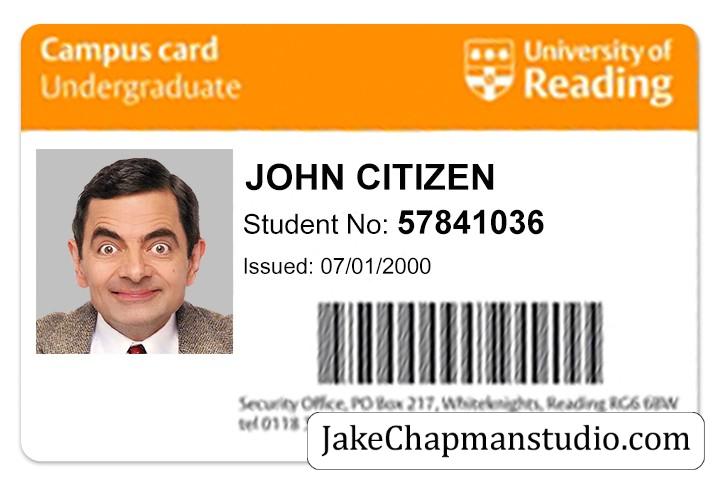 Campus card
Undergraduate
University of
Reading
JOHN CITIZEN
Student No: 57841036
Issued: 07/01/2000
Security Office, PO Box 217, Whiteknights, Reading RG6 6BW
tel 0118
JakeChapmanstudio.com